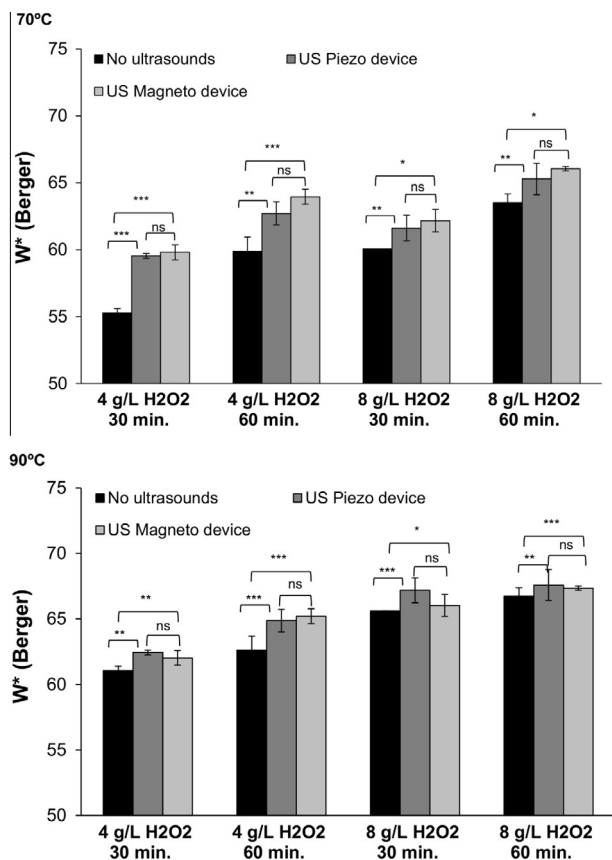 70ºC
75
No ultrasounds
US Piezo device
US Magneto device
70
65
60
55
50
W* (Berger)
***
***
ns
***
**
ns
*
**
ns
*
**
ns
4 g/L H2O2
30 min.
4 g/L H2O2
60 min.
8 g/L H2O2
30 min.
8 g/L H2O2
60 min.
90ºC
75
No ultrasounds
US Piezo device
US Magneto device
70
65
60
55
50
W* (Berger)
**
**
ns
***
***
ns
*
***
ns
***
**
ns
4 g/L H2O2
30 min.
4 g/L H2O2
60 min.
8 g/L H2O2
30 min.
8 g/L H2O2
60 min.